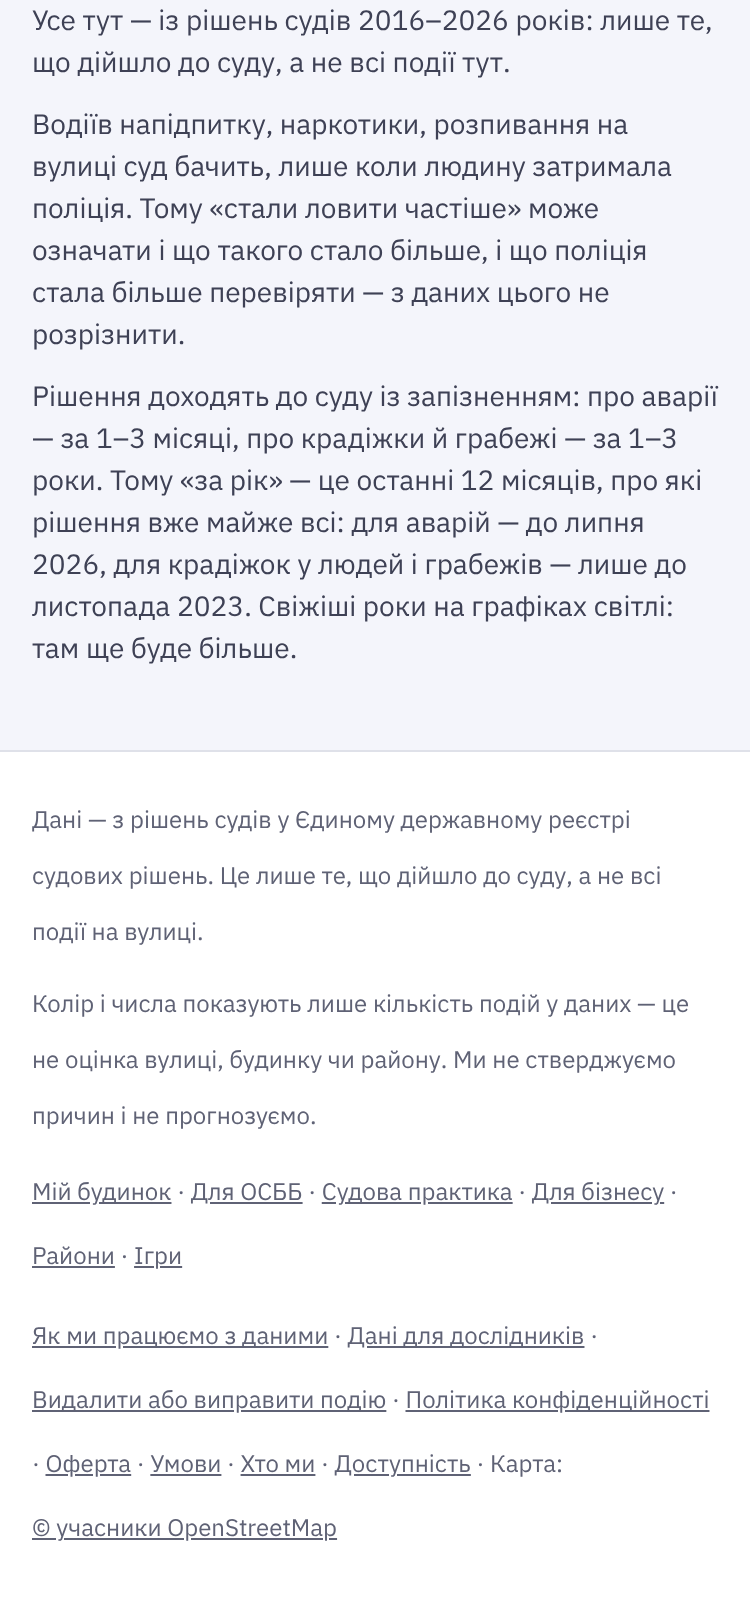 Усе тут — із рішень судів 2016–2026 років: лише те,
що дійшло до суду, а не всі події тут.
Водіїв напідпитку, наркотики, розпивання на
вулиці суд бачить, лише коли людину затримала
поліція. Тому «стали ловити частіше» може
означати і що такого стало більше, і що поліція
стала більше перевіряти — з даних цього не
розрізнити.
Рішення доходять до суду із запізненням: про аварії
— за 1–3 місяці, про крадіжки й грабежі — за 1–3
роки. Тому «за рік» — це останні 12 місяців, про які
рішення вже майже всі: для аварій — до липня
2026, для крадіжок у людей і грабежів — лише до
листопада 2023. Свіжіші роки на графіках світлі:
там ще буде більше.
Дані — з рішень судів у Єдиному державному реєстрі
судових рішень. Це лише те, що дійшло до суду, а не всі
події на вулиці.
Колір і числа показують лише кількість подій у даних — це
не оцінка вулиці, будинку чи району. Ми не стверджуємо
причин і не прогнозуємо.
Мій будинок · Для ОСББ · Судова практика · Для бізнесу ·
Райони · Ігри
Як ми працюємо з даними · Дані для дослідників ·
Видалити або виправити подію · Політика конфіденційності
· Оферта · Умови · Хто ми · Доступність · Карта:
© учасники OpenStreetMap